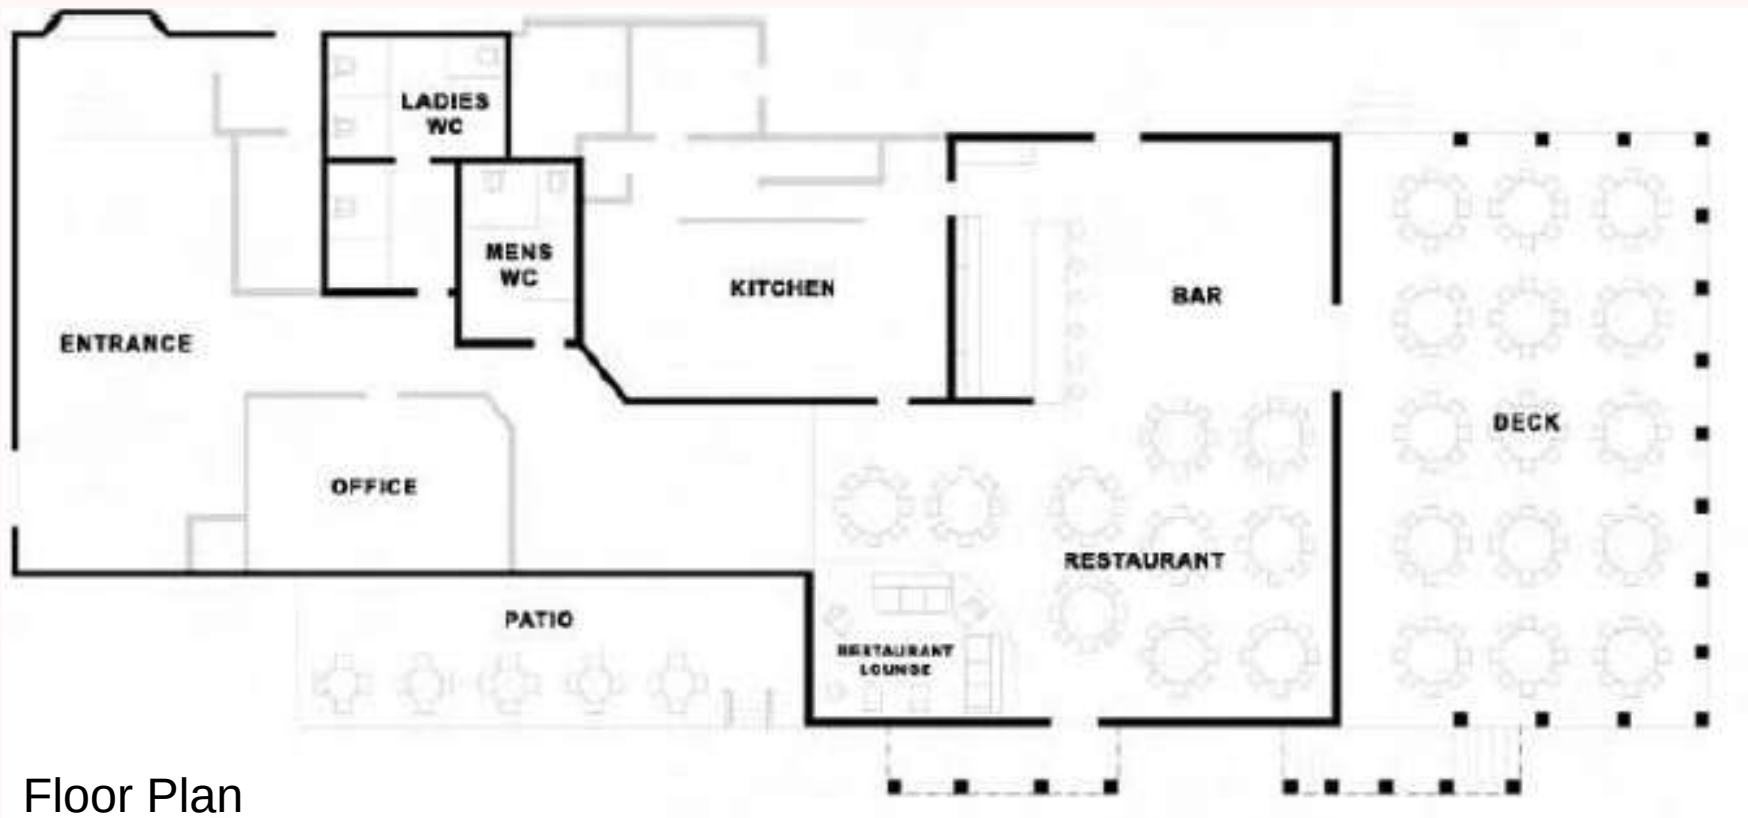 LADIES
WC
MENS
WC
KITCHEN
BAR
ENTRANCE
DECK
OFFICE
RESTAURANT
PATIO
RESTAURANT
LOUNGE
Floor Plan